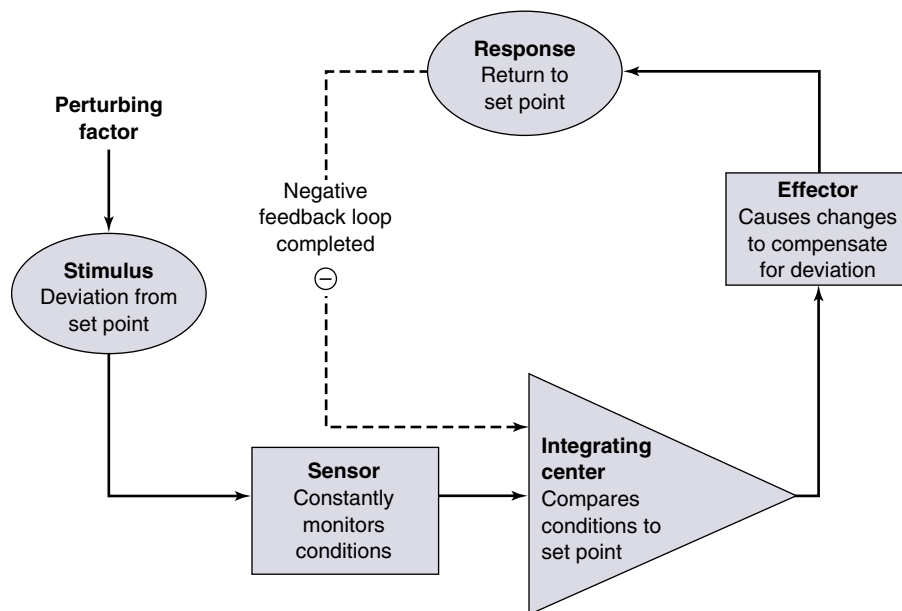 Perturbing
factor
Stimulus
Deviation from
set point
Sensor
Constantly
monitors
conditions
Integrating
center
Compares
conditions to
set point
Effector
Causes changes
to compensate
for deviation
Response
Return to
set point
Negative
feedback loop
completed
−